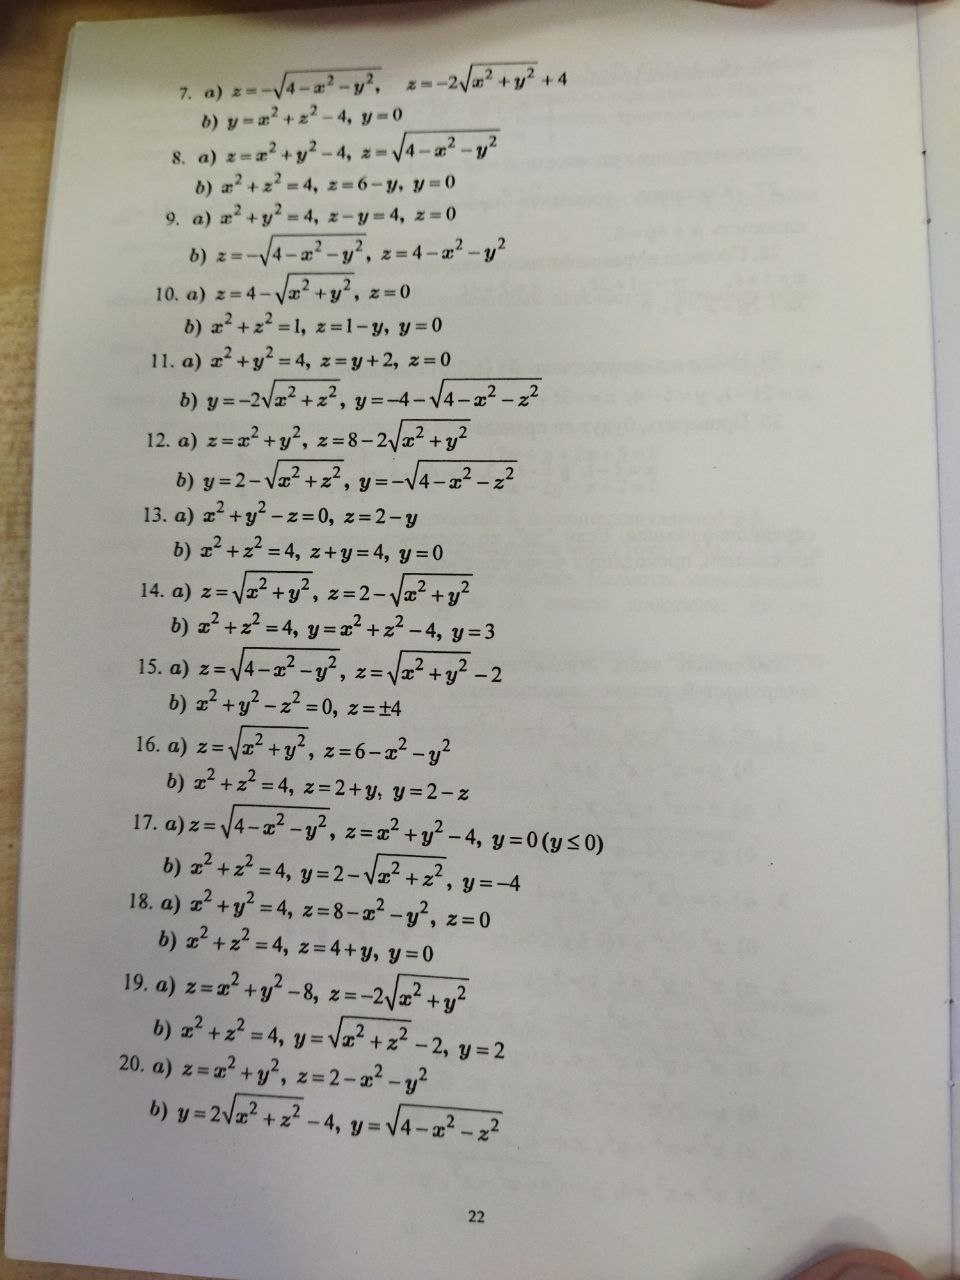 7. a) z=-√(4-x²-y²), z=-2√(x²+y²)+4
b) y=x²+z²-4, y=0
8. a) z=x²+y²-4, z=√(4-x²-y²)
b) x²+z²=4, z=6-y, y=0
9. a) x²+y²=4, z-y=4, z=0
b) z=-√(4-x²-y²), z=4-x²-y²
10. a) z=4-√(x²+y²), z=0
b) x²+z²=1, z=1-y, y=0
11. a) x²+y²=4, z=y+2, z=0
b) y=-2√(x²+z²), y=-4-√(4-x²-z²)
12. a) z=x²+y², z=8-2√(x²+y²)
b) y=2-√(x²+z²), y=-√(4-x²-z²)
13. a) x²+y²-z=0, z=2-y
b) x²+z²=4, z+y=4, y=0
14. a) z=√(x²+y²), z=2-√(x²+y²)
b) x²+z²=4, y=x²+z²-4, y=3
15. a) z=√(4-x²-y²), z=√(x²+y²)-2
b) x²+y²-z²=0, z=±4
16. a) z=√(x²+y²), z=6-x²-y²
b) x²+z²=4, z=2+y, y=2-z
17. a) z=√(4-x²-y²), z=x²+y²-4, y=0(y≤0)
b) x²+z²=4, y=2-√(x²+z²), y=-4
18. a) x²+y²=4, z=8-x²-y², z=0
b) x²+z²=4, z=4+y, y=0
19. a) z=x²+y²-8, z=-2√(x²+y²)
b) x²+z²=4, y=√(x²+z²)-2, y=2
20. a) z=x²+y², z=2-x²-y²
b) y=2√(x²+z²)-4, y=√(4-x²-z²)
22